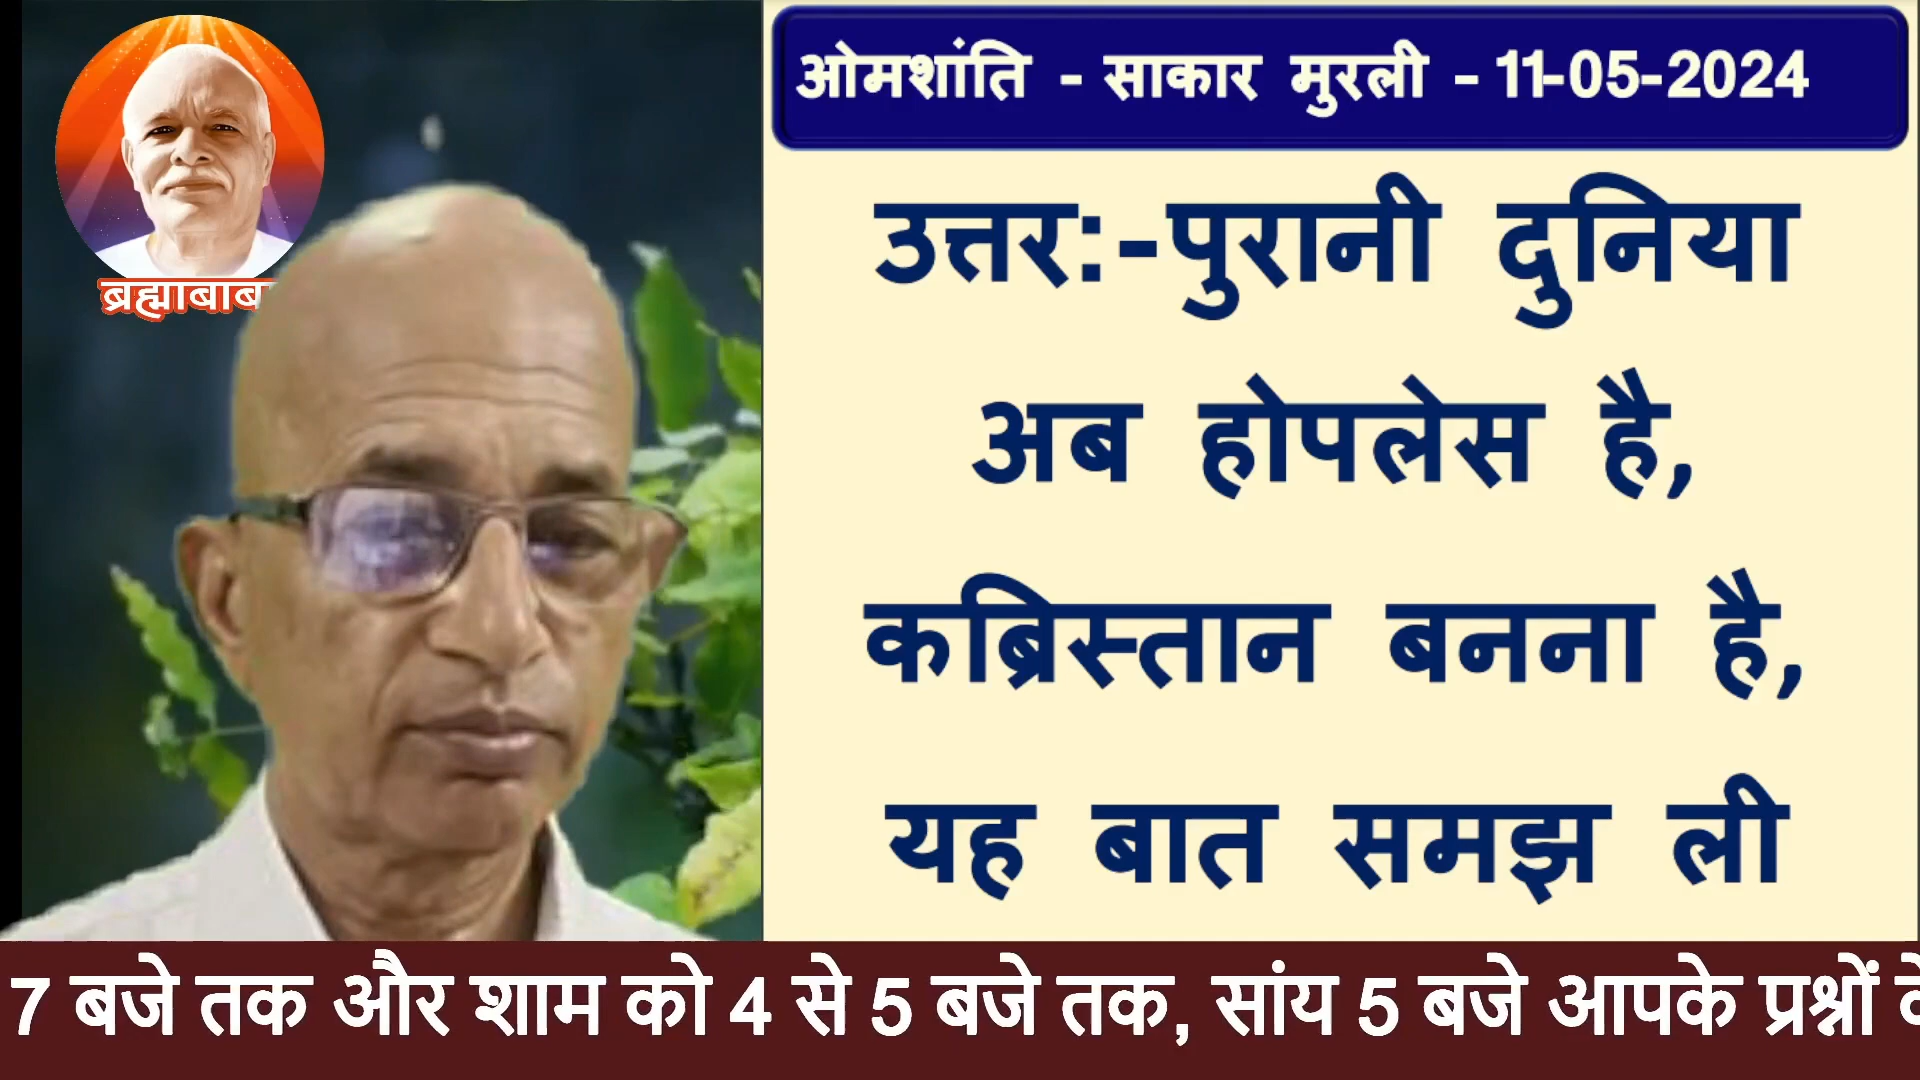 ओमशांति - साकार मुरली - 11-05-2024
ब्रह्माबाब
उत्तर:-पुरानी दुनिया
अब होपलेस है,
कब्रिस्तान बनना है,
यह बात समझ ली
7 बजे तक और शाम को 4 से 5 बजे तक, सांय 5 बजे आपके प्रश्नों